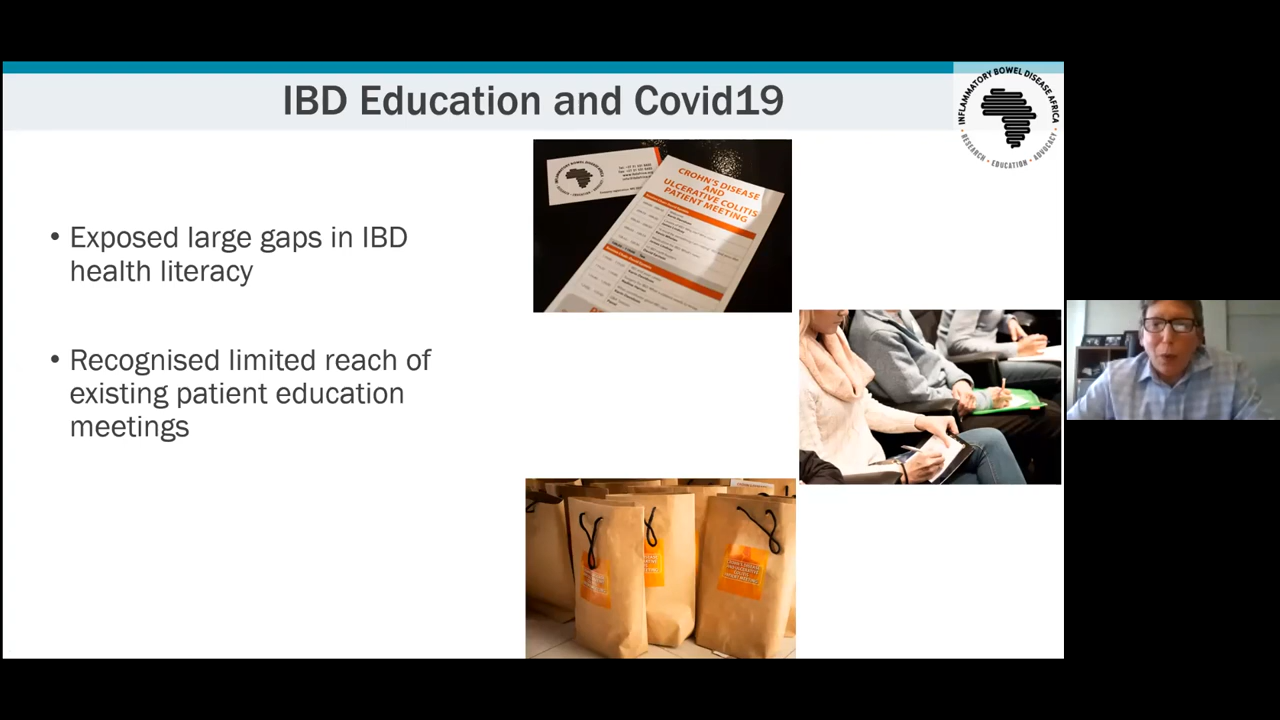 IBD Education and Covid19
INFLAMMATORY BOWEL DISEASE AFRICA
• RESEARCH • EDUCATION • ADVOCACY •
• Exposed large gaps in IBD
health literacy
• Recognised limited reach of
existing patient education
meetings
CROHN'S DISEASE
AND
ULCERATIVE COLITIS
PATIENT MEETING